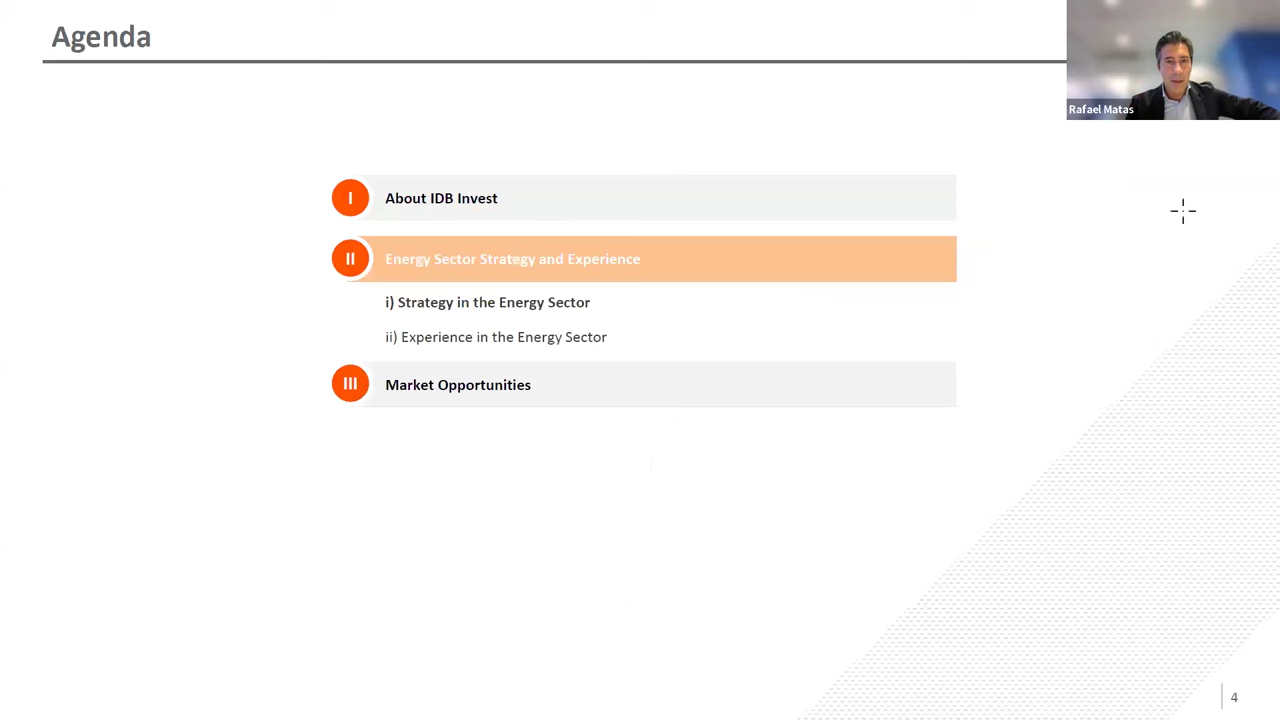 Agenda
Rafael Matas
I
About IDB Invest
II
Energy Sector Strategy and Experience
i) Strategy in the Energy Sector
ii) Experience in the Energy Sector
III
Market Opportunities
4